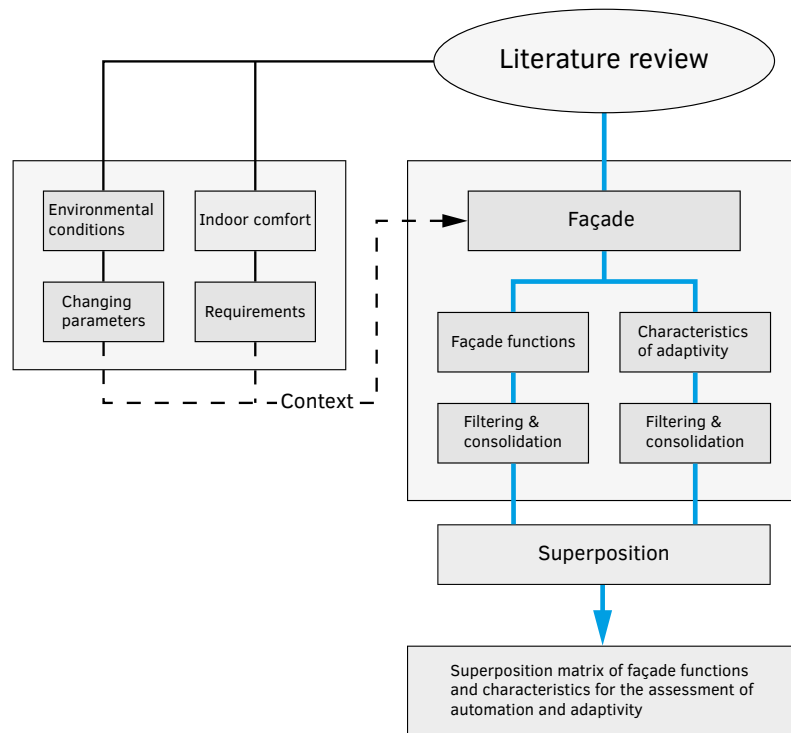 Literature review
Environmental
conditions
Indoor comfort
Changing
parameters
Requirements
Context
Façade
Façade functions
Characteristics
of adaptivity
Filtering &
consolidation
Filtering &
consolidation
Superposition
Superposition matrix of façade functions
and characteristics for the assessment of
automation and adaptivity